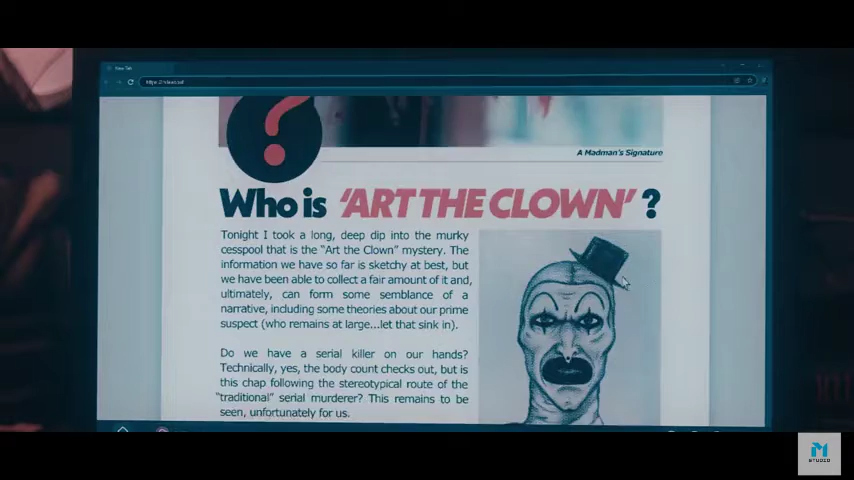 New Tab
A Madman's Signature
Who is 'ART THE CLOWN' ?
Tonight I took a long, deep dip into the murky
cesspool that is the "Art the Clown" mystery. The
information we have so far is sketchy at best, but
we have been able to collect a fair amount of it and,
ultimately, can form some semblance of a
narrative, including some theories about our prime
suspect (who remains at large...let that sink in).
Do we have a serial killer on our hands?
Technically, yes, the body count checks out, but is
this chap following the stereotypical route of the
"traditional" serial murderer? This remains to be
seen, unfortunately for us.
STUDIO